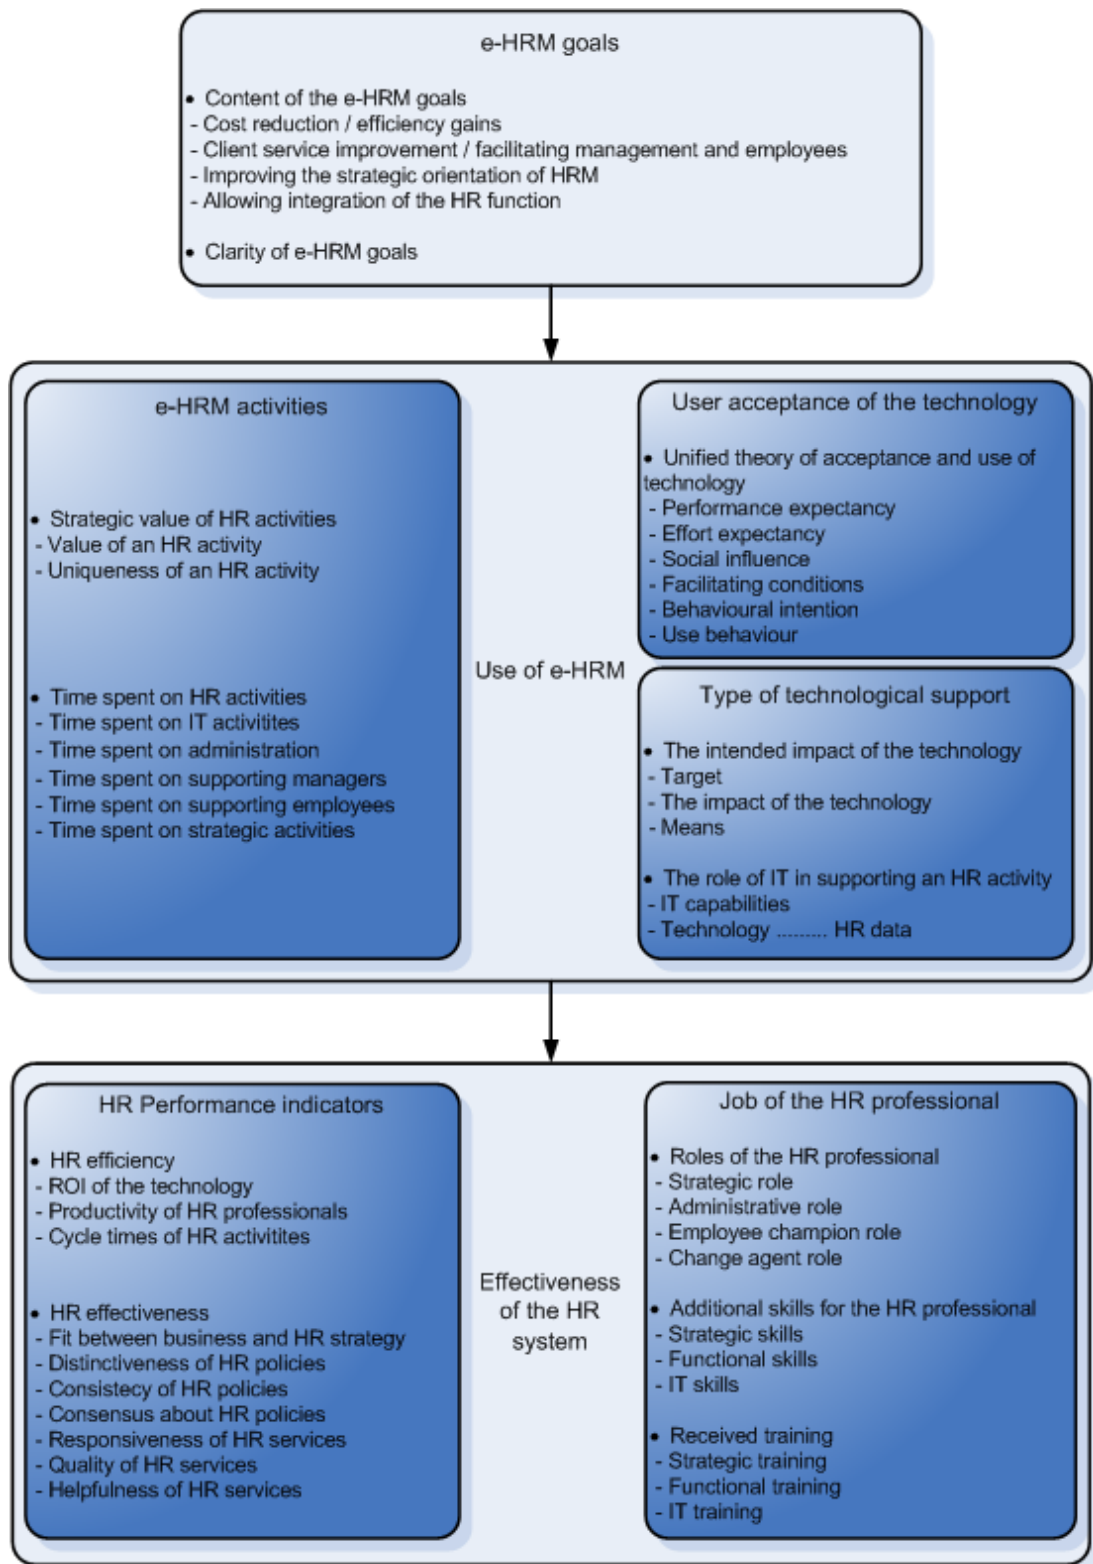 e-HRM goals
• Content of the e-HRM goals
- Cost reduction / efficiency gains
- Client service improvement / facilitating management and employees
- Improving the strategic orientation of HRM
- Allowing integration of the HR function
• Clarity of e-HRM goals
e-HRM activities
• Strategic value of HR activities
- Value of an HR activity
- Uniqueness of an HR activity
• Time spent on HR activities
- Time spent on IT activitites
- Time spent on administration
- Time spent on supporting managers
- Time spent on supporting employees
- Time spent on strategic activities
Use of e-HRM
User acceptance of the technology
• Unified theory of acceptance and use of
technology
- Performance expectancy
- Effort expectancy
- Social influence
- Facilitating conditions
- Behavioural intention
- Use behaviour
Type of technological support
• The intended impact of the technology
- Target
- The impact of the technology
- Means
• The role of IT in supporting an HR activity
- IT capabilities
- Technology ......... HR data
HR Performance indicators
• HR efficiency
- ROI of the technology
- Productivity of HR professionals
- Cycle times of HR activitites
• HR effectiveness
- Fit between business and HR strategy
- Distinctiveness of HR policies
- Consistecy of HR policies
- Consensus about HR policies
- Responsiveness of HR services
- Quality of HR services
- Helpfulness of HR services
Effectiveness
of the HR
system
Job of the HR professional
• Roles of the HR professional
- Strategic role
- Administrative role
- Employee champion role
- Change agent role
• Additional skills for the HR professional
- Strategic skills
- Functional skills
- IT skills
• Received training
- Strategic training
- Functional training
- IT training